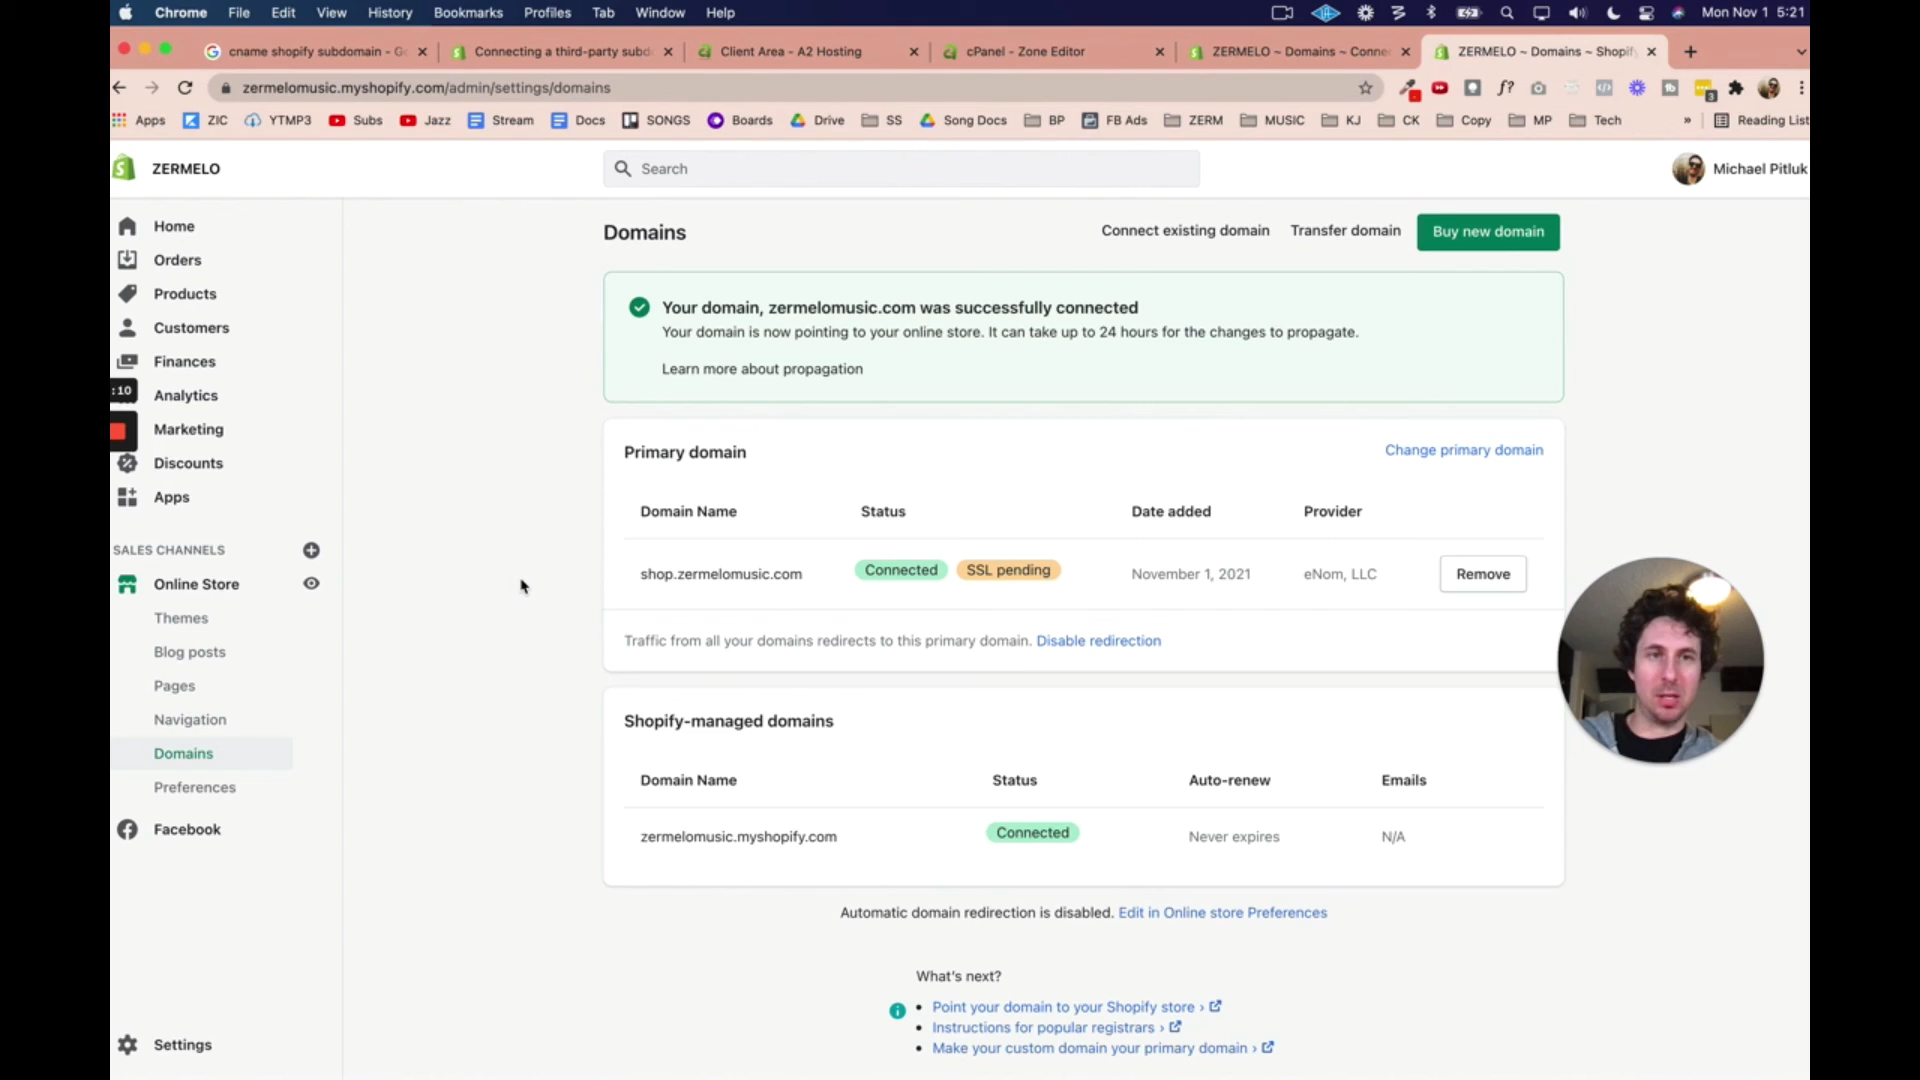 Chrome File Edit View History Bookmarks Profiles Tab Window Help Mon Nov 1 5:21
cname shopify subdomain - Go Connecting a third-party subd Client Area - A2 Hosting cPanel - Zone Editor ZERMELO ~ Domains ~ Connec ZERMELO ~ Domains ~ Shopify
zermelomusic.myshopify.com/admin/settings/domains f? 3
Apps ZIC YTMP3 Subs Jazz Stream Docs SONGS Boards Drive SS Song Docs BP FB Ads ZERM MUSIC KJ CK Copy MP Tech » Reading List
ZERMELO Search Michael Pitluk
Home
Orders
Products
Customers
Finances
:10
Analytics
Marketing
Discounts
Apps
SALES CHANNELS
Online Store
Themes
Blog posts
Pages
Navigation
Domains
Preferences
Facebook
Settings
Domains Connect existing domain Transfer domain Buy new domain
Your domain, zermelomusic.com was successfully connected
Your domain is now pointing to your online store. It can take up to 24 hours for the changes to propagate.
Learn more about propagation
Primary domain Change primary domain
Domain Name Status Date added Provider
shop.zermelomusic.com Connected SSL pending November 1, 2021 eNom, LLC Remove
Traffic from all your domains redirects to this primary domain. Disable redirection
Shopify-managed domains
Domain Name Status Auto-renew Emails
zermelomusic.myshopify.com Connected Never expires N/A
Automatic domain redirection is disabled. Edit in Online store Preferences
What's next?
• Point your domain to your Shopify store ›
• Instructions for popular registrars ›
• Make your custom domain your primary domain ›